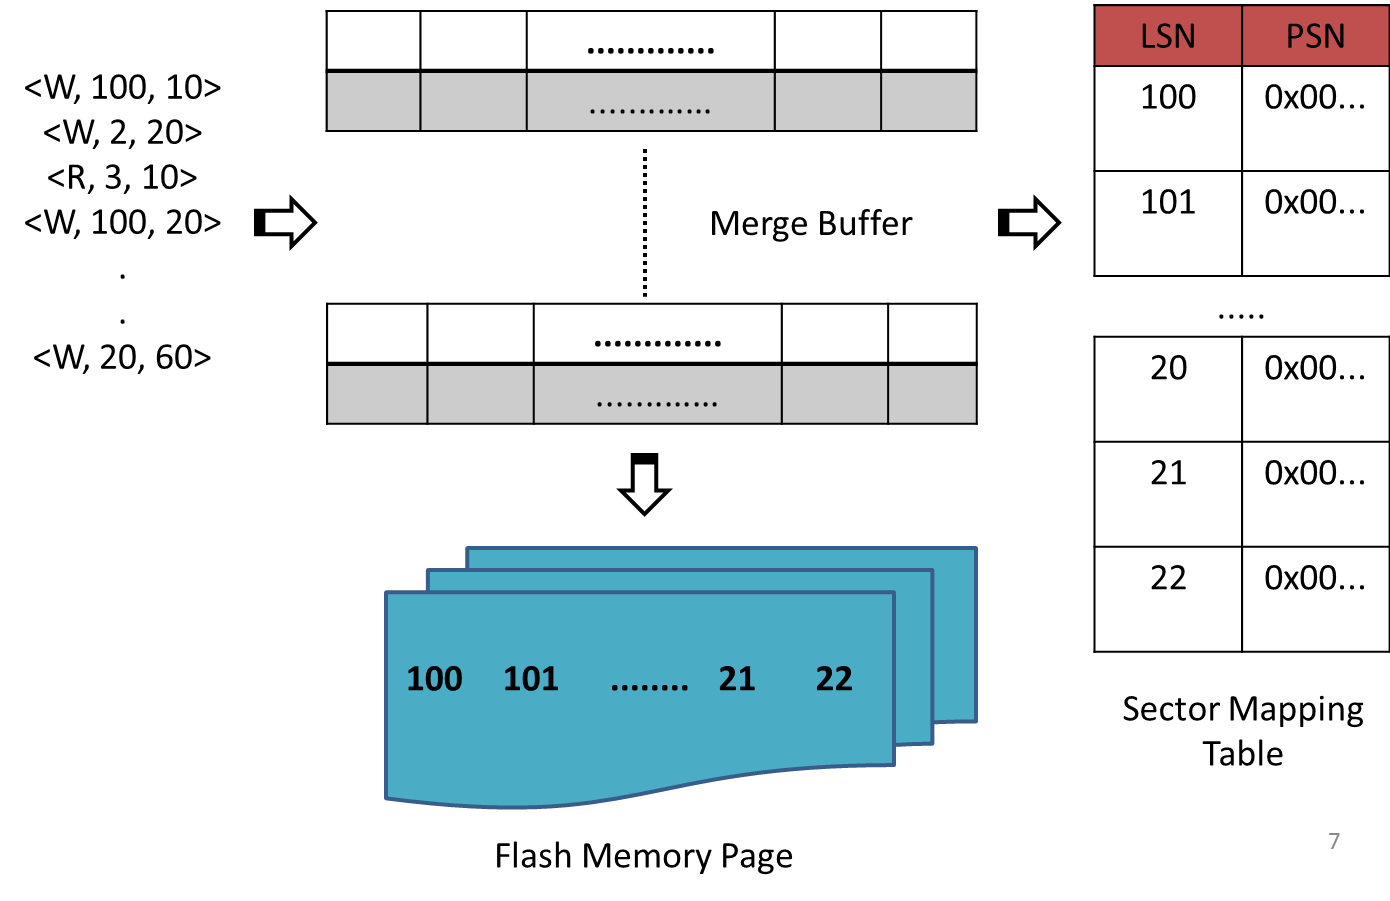 <W, 100, 10>
<W, 2, 20>
<R, 3, 10>
<W, 100, 20>
.
.
<W, 20, 60>
.............
.............
Merge Buffer
.............
.............
100 101 ........ 21 22
Flash Memory Page
LSN PSN
100 0x00...
101 0x00...
.....
20 0x00...
21 0x00...
22 0x00...
Sector Mapping
Table
7